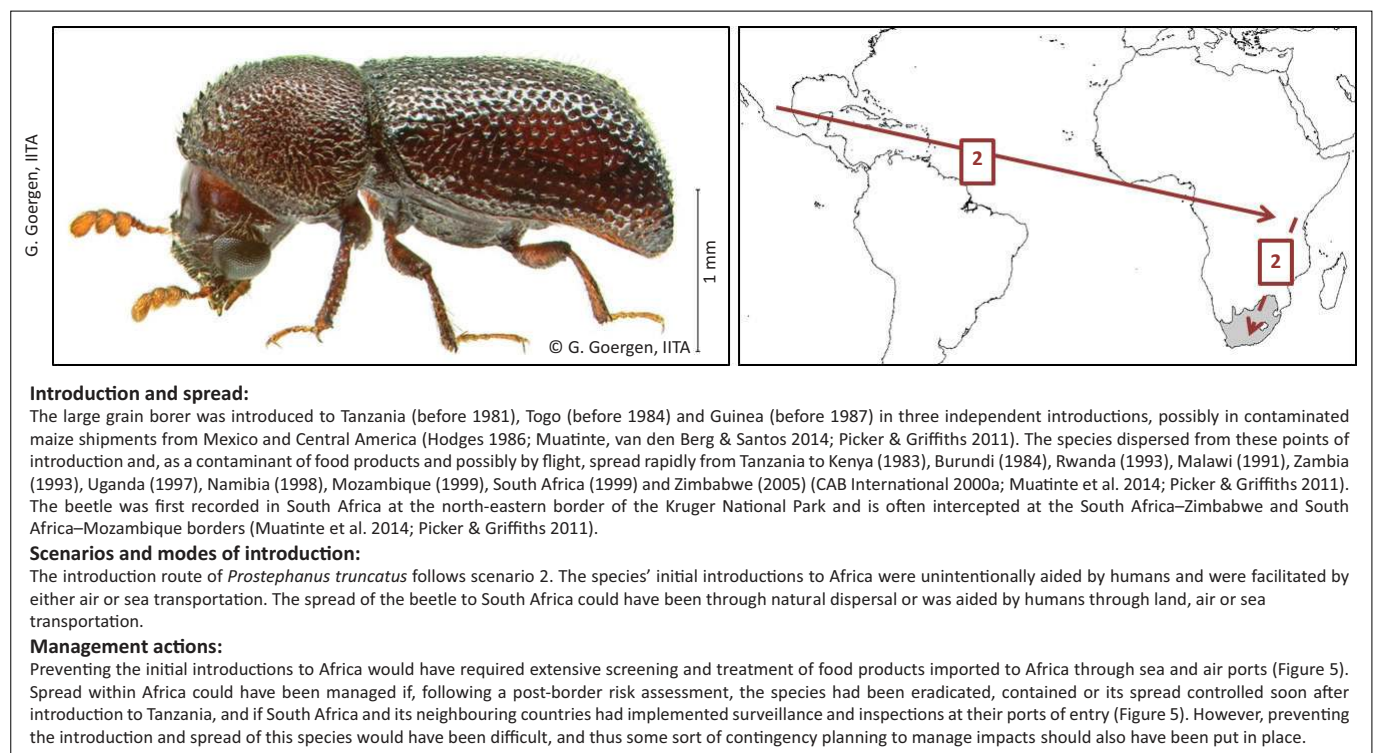 G. Goergen, IITA
1 mm
© G. Goergen, IITA
2
2
Introduction and spread:
The large grain borer was introduced to Tanzania (before 1981), Togo (before 1984) and Guinea (before 1987) in three independent introductions, possibly in contaminated
maize shipments from Mexico and Central America (Hodges 1986; Muatinte, van den Berg & Santos 2014; Picker & Griffiths 2011). The species dispersed from these points of
introduction and, as a contaminant of food products and possibly by flight, spread rapidly from Tanzania to Kenya (1983), Burundi (1984), Rwanda (1993), Malawi (1991), Zambia
(1993), Uganda (1997), Namibia (1998), Mozambique (1999), South Africa (1999) and Zimbabwe (2005) (CAB International 2000a; Muatinte et al. 2014; Picker & Griffiths 2011).
The beetle was first recorded in South Africa at the north-eastern border of the Kruger National Park and is often intercepted at the South Africa–Zimbabwe and South
Africa–Mozambique borders (Muatinte et al. 2014; Picker & Griffiths 2011).
Scenarios and modes of introduction:
The introduction route of Prostephanus truncatus follows scenario 2. The species' initial introductions to Africa were unintentionally aided by humans and were facilitated by
either air or sea transportation. The spread of the beetle to South Africa could have been through natural dispersal or was aided by humans through land, air or sea
transportation.
Management actions:
Preventing the initial introductions to Africa would have required extensive screening and treatment of food products imported to Africa through sea and air ports (Figure 5).
Spread within Africa could have been managed if, following a post-border risk assessment, the species had been eradicated, contained or its spread controlled soon after
introduction to Tanzania, and if South Africa and its neighbouring countries had implemented surveillance and inspections at their ports of entry (Figure 5). However, preventing
the introduction and spread of this species would have been difficult, and thus some sort of contingency planning to manage impacts should also have been put in place.